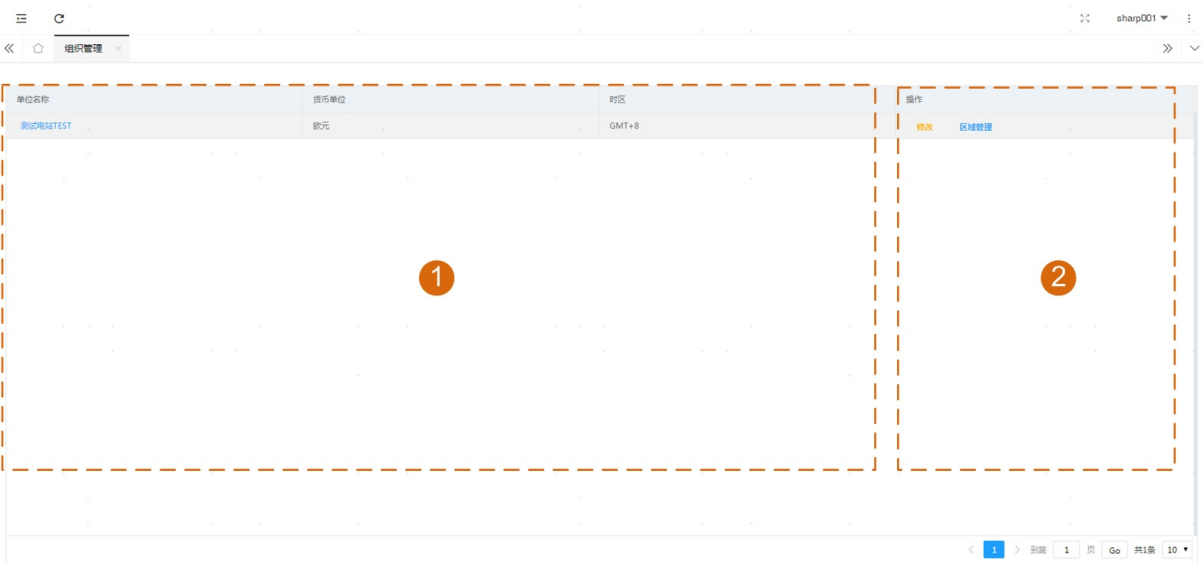 sharp001
组织管理
单位名称 货币单位 时区 操作
测试电站TEST 欧元 GMT+8 修改 区域管理
1 2
1 到第 1 页 Go 共1条 10